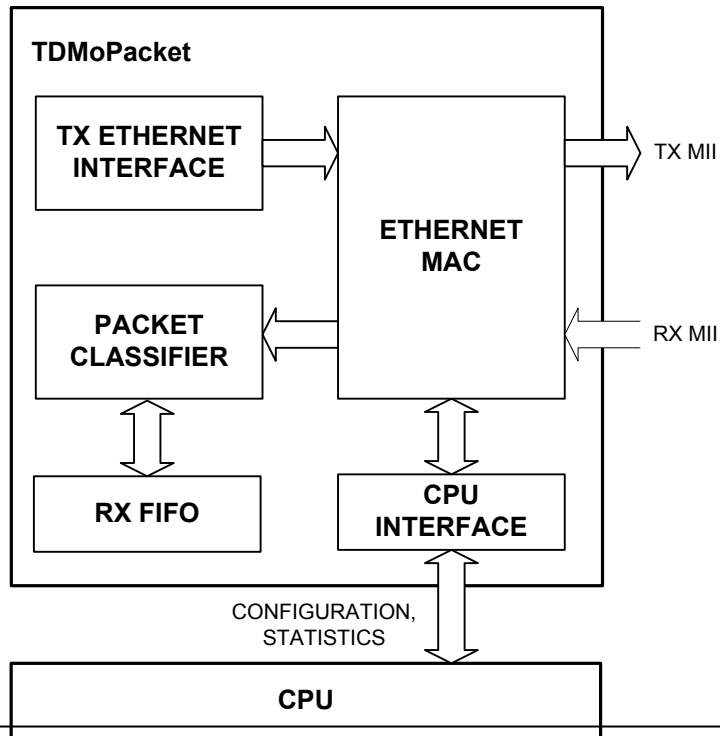 TDMoPacket
TX ETHERNET
INTERFACE
ETHERNET
MAC
TX MII
PACKET
CLASSIFIER
RX MII
RX FIFO
CPU
INTERFACE
CONFIGURATION,
STATISTICS
CPU